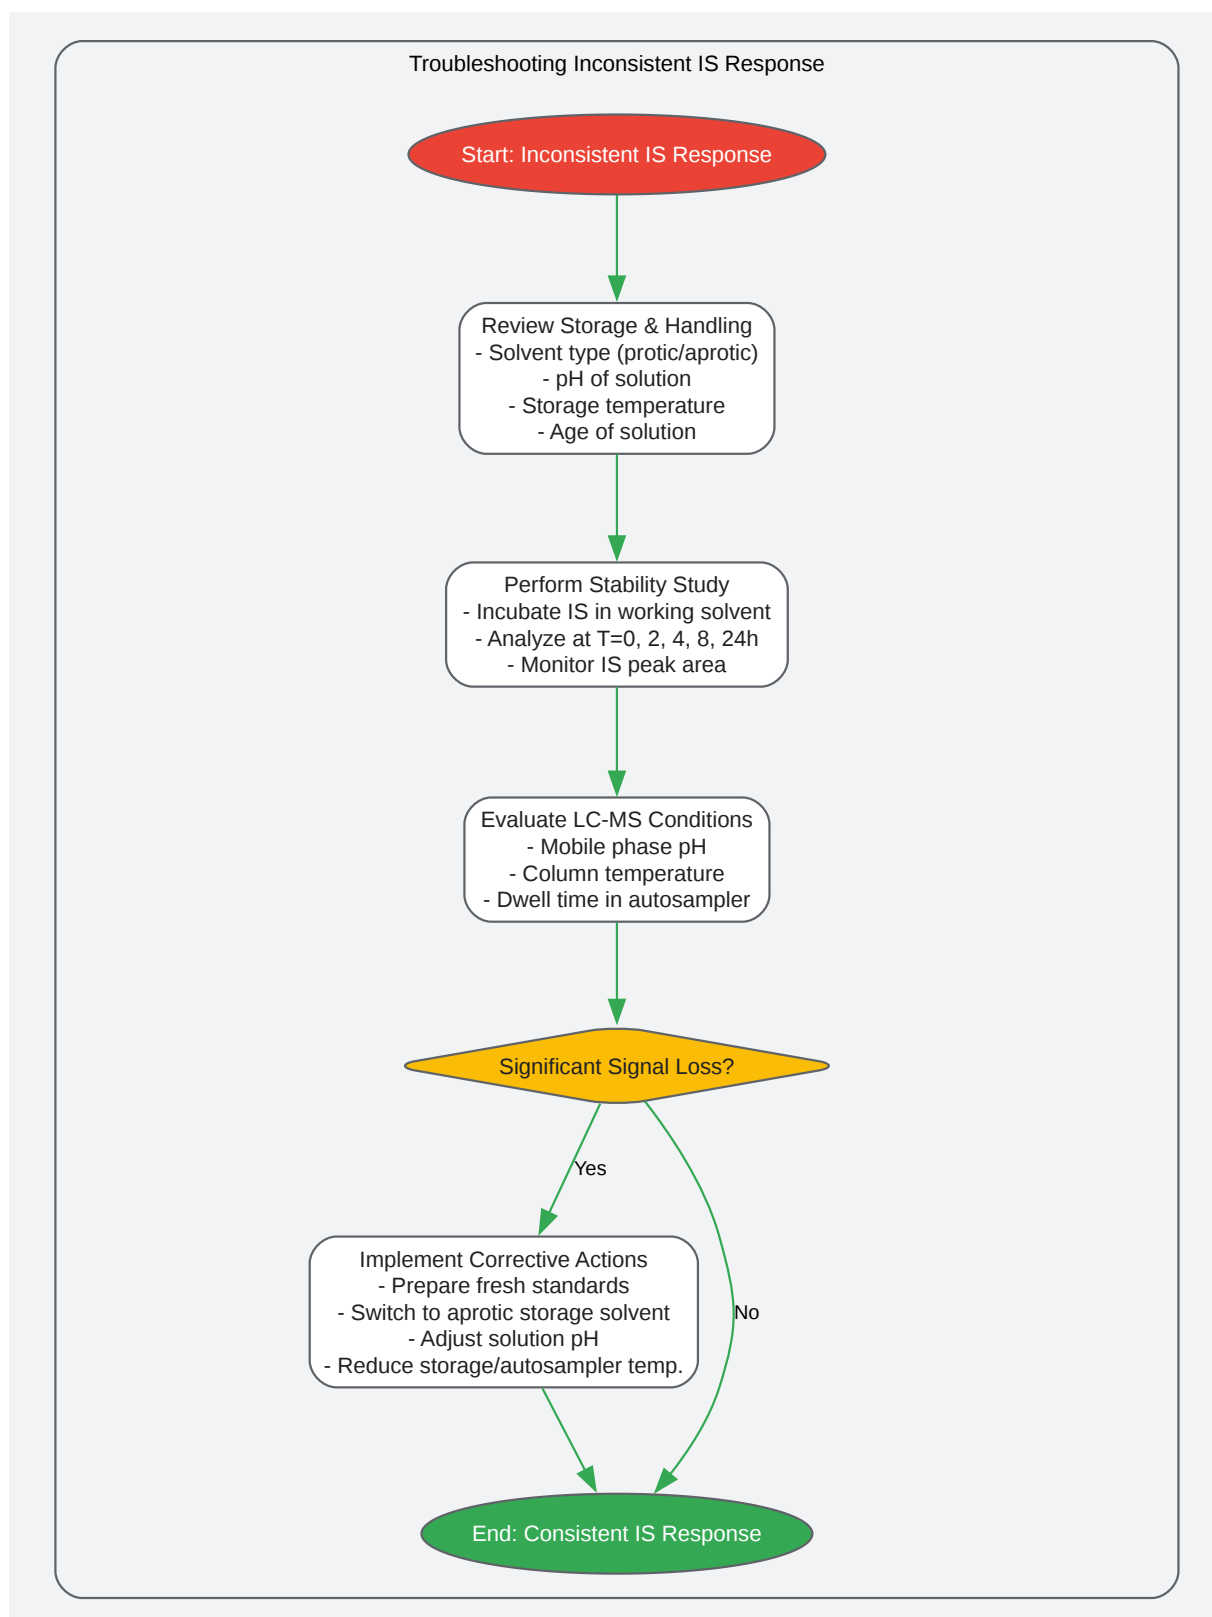 Troubleshooting Inconsistent IS Response
Start: Inconsistent IS Response
Review Storage & Handling
- Solvent type (protic/aprotic)
- pH of solution
- Storage temperature
- Age of solution
Perform Stability Study
- Incubate IS in working solvent
- Analyze at T=0, 2, 4, 8, 24h
- Monitor IS peak area
Evaluate LC-MS Conditions
- Mobile phase pH
- Column temperature
- Dwell time in autosampler
Significant Signal Loss?
Yes
Implement Corrective Actions
- Prepare fresh standards
- Switch to aprotic storage solvent
- Adjust solution pH
- Reduce storage/autosampler temp.
No
End: Consistent IS Response